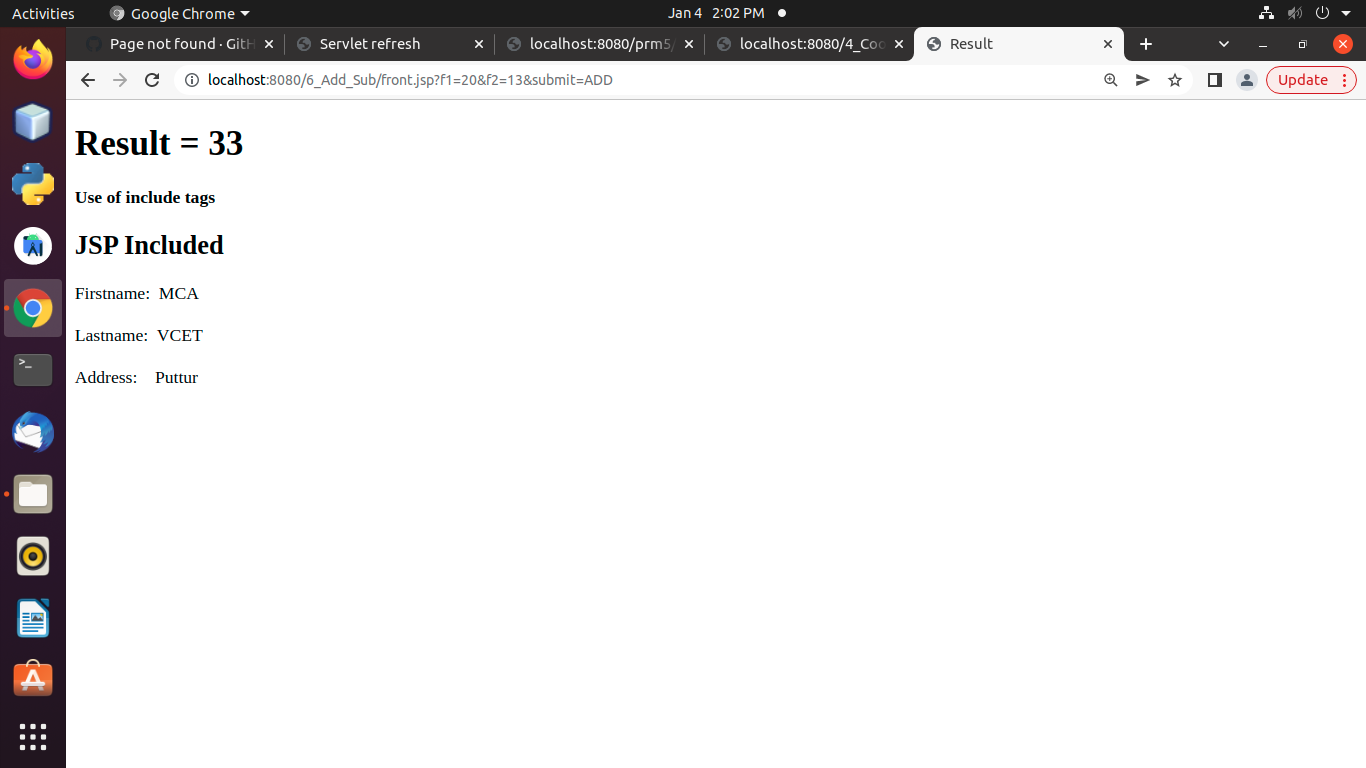 Activities
Google Chrome
Jan 4 2:02 PM
Page not found · GitH
Servlet refresh
localhost:8080/prm5/
localhost:8080/4_Coo
Result
localhost:8080/6_Add_Sub/front.jsp?f1=20&f2=13&submit=ADD
Update
Result = 33
Use of include tags
JSP Included
Firstname: MCA
Lastname: VCET
Address: Puttur